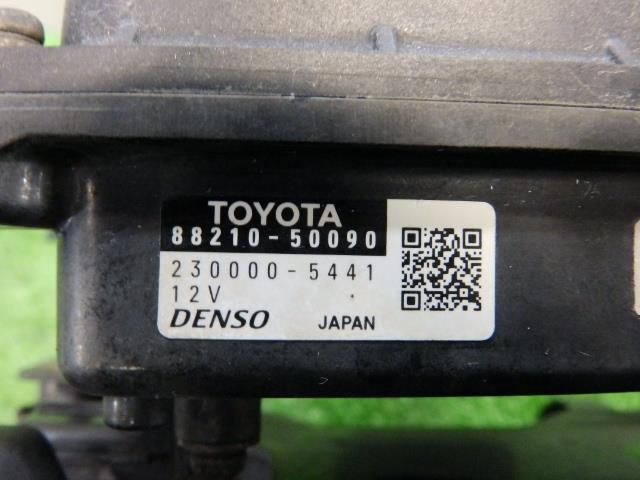 TOYOTA
88210-50090
230000-5441
12V
DENSO JAPAN